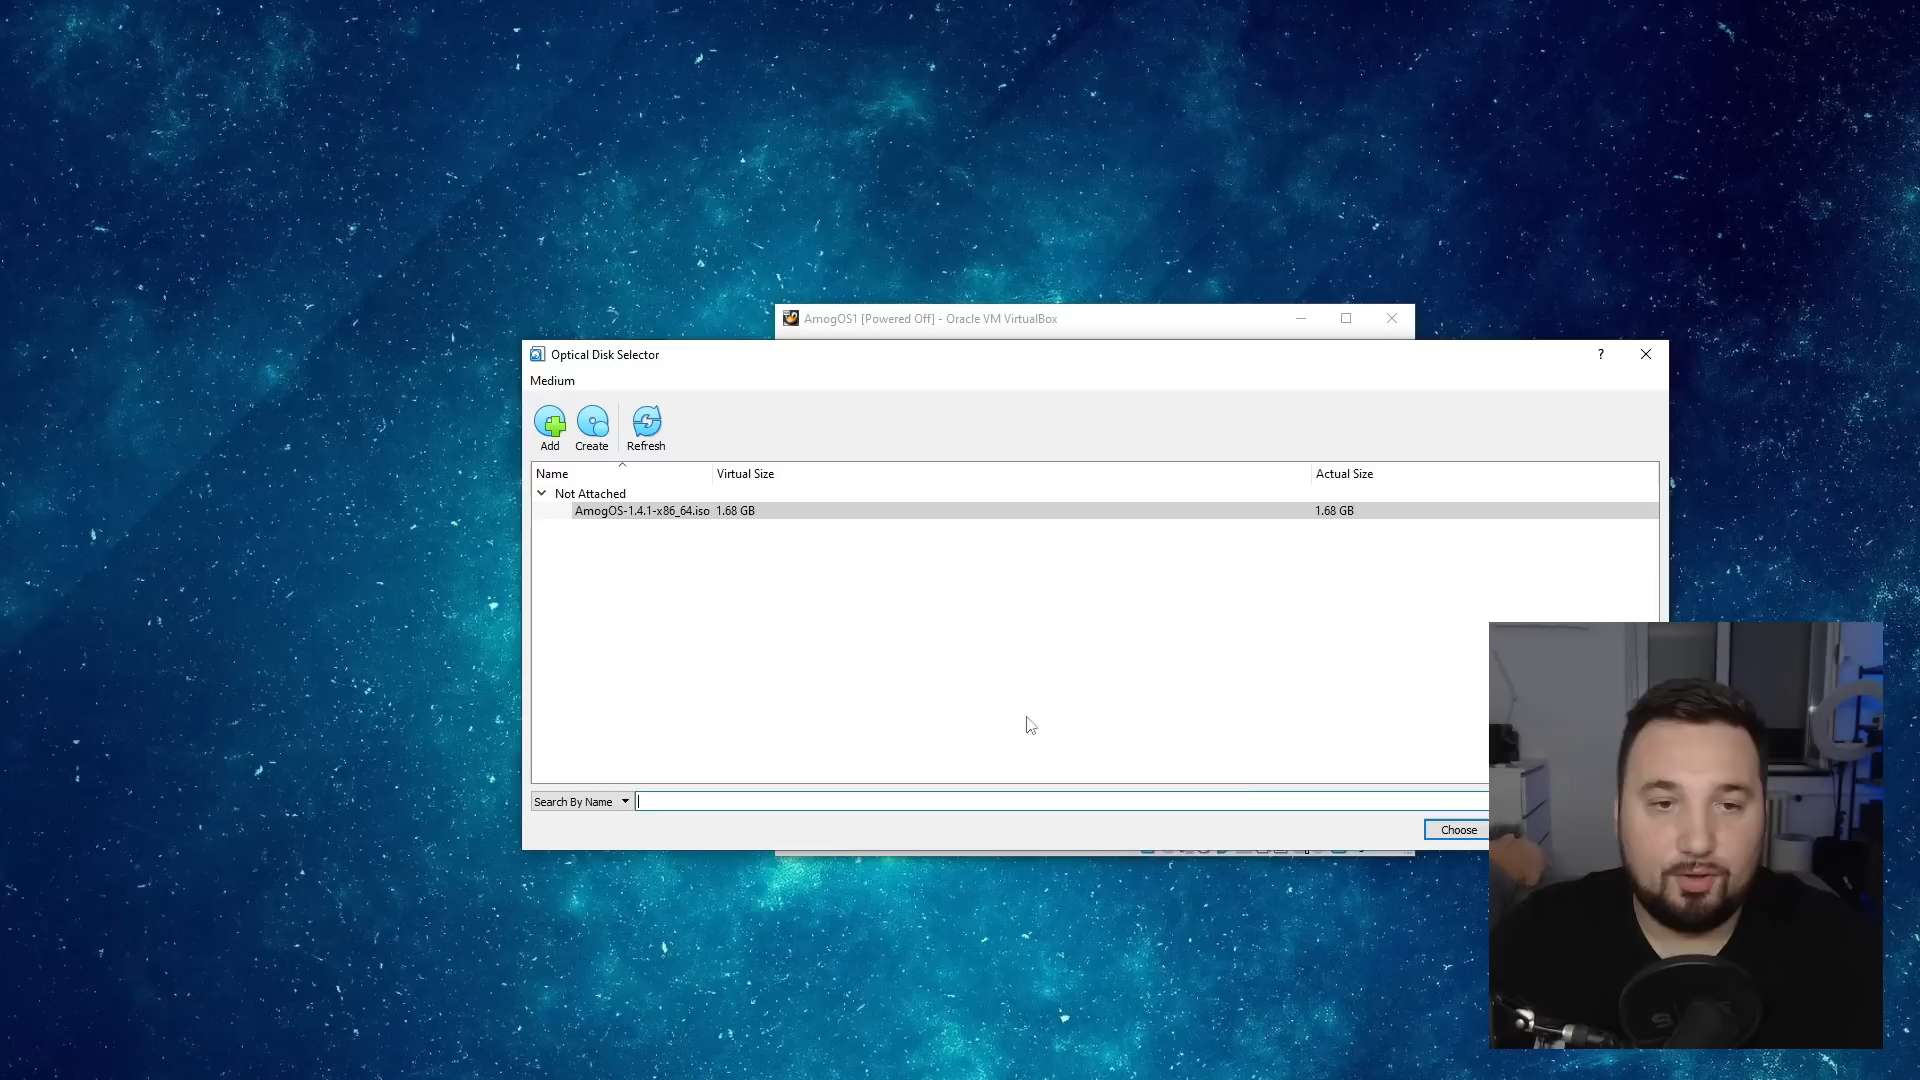 AmogOS1 [Powered Off] - Oracle VM VirtualBox
Optical Disk Selector
?
Medium
Add Create Refresh
Name Virtual Size Actual Size
Not Attached
AmogOS-1.4.1-x86_64.iso 1.68 GB 1.68 GB
Search By Name
Choose